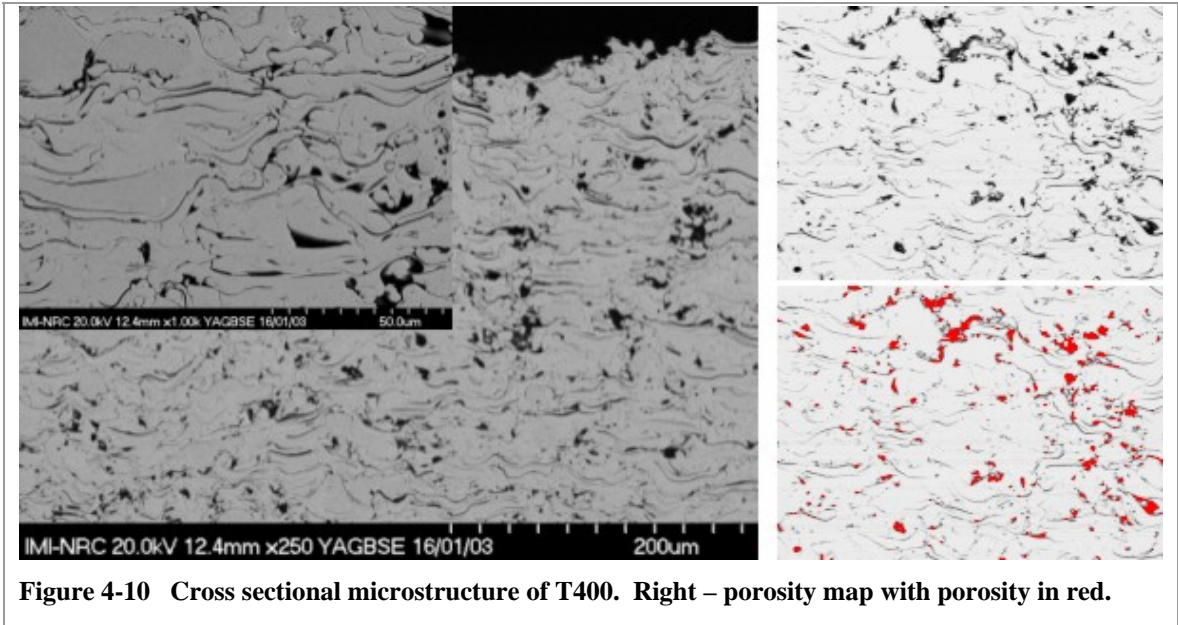 IMI-NRC 20.0kV 12.4mm x1.00k YAGBSE 16/01/03 50.0um
IMI-NRC 20.0kV 12.4mm x250 YAGBSE 16/01/03 200um
Figure 4-10 Cross sectional microstructure of T400. Right – porosity map with porosity in red.